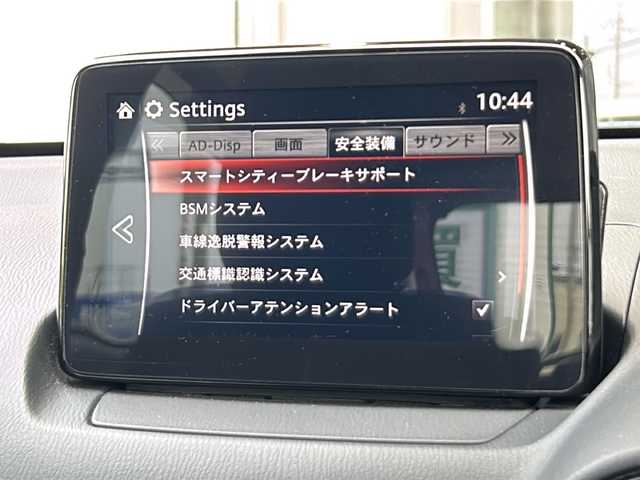 Settings 10:44
AD-Disp 画面 安全装備 サウンド
スマートシティーブレーキサポート
BSMシステム
車線逸脱警報システム
交通標識認識システム
ドライバーアテンションアラート
買